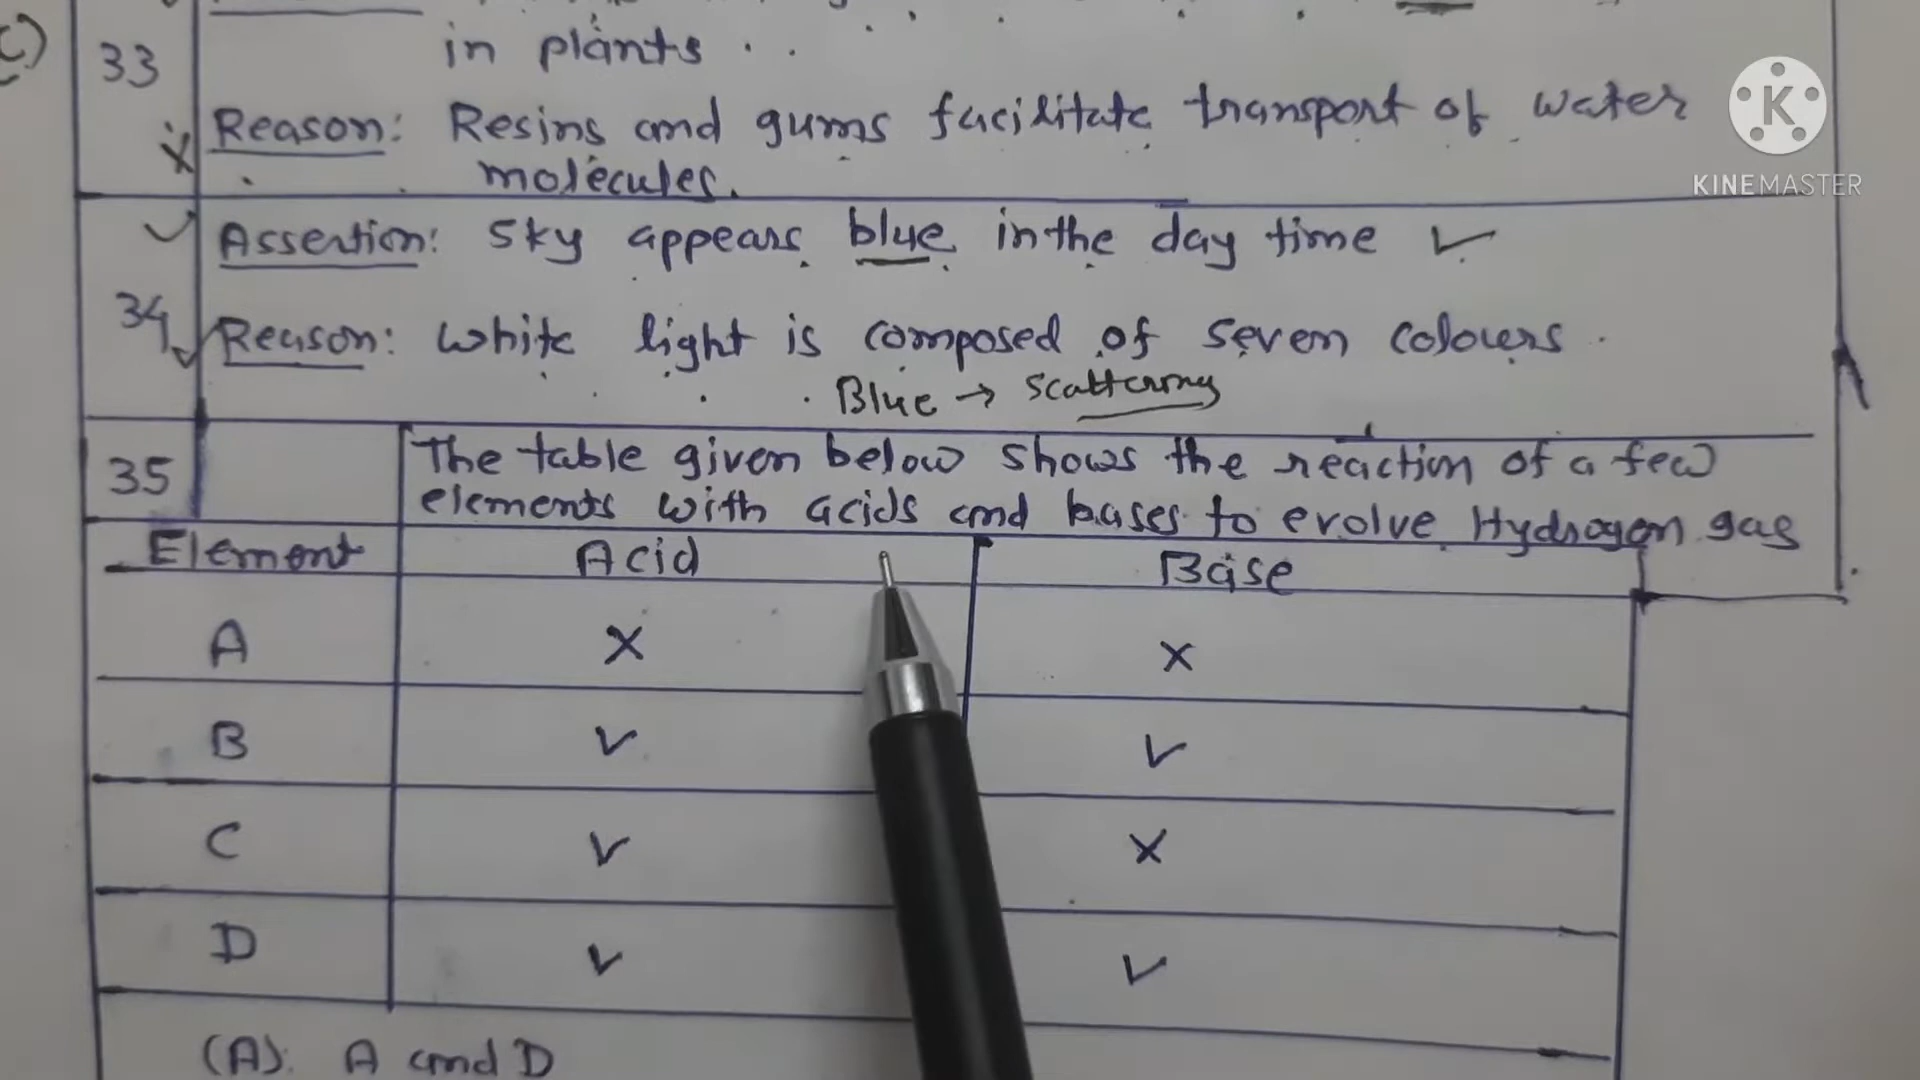 in plants
33
Reason: Resins and gums facilitate transport of water
molecules.
KINEMASTER
Assertion: Sky appears blue in the day time ✓
34
Reason: White light is composed of seven colours.
Blue → Scattering
35 The table given below shows the reaction of a few
elements with acids and bases to evolve Hydrogen gas
Element Acid Base
A X X
B ✓ ✓
C ✓ X
D ✓ ✓
(A). A and D